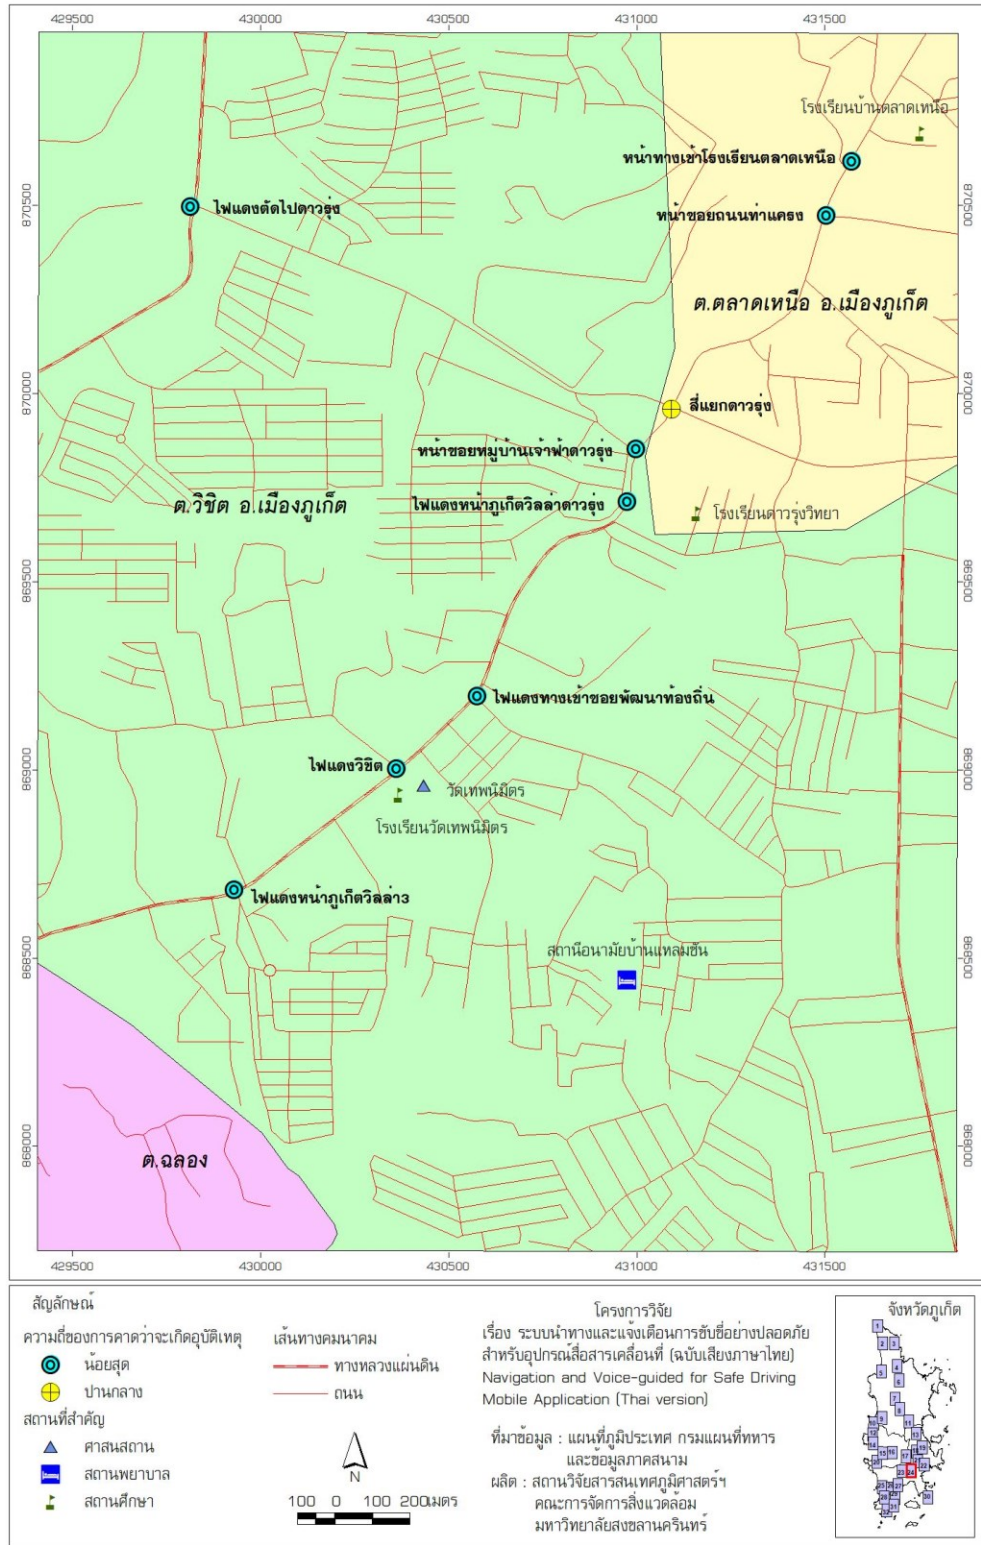 429500 430000 430500 431000 431500
โรงเรียนบ้านตลาดเหนือ
หน้าทางเข้าโรงเรียนตลาดเหนือ
870500 ไฟแดงตัดไปดาวรุ่ง หน้าซอยถนนท่าแครง 870500
ต.ตลาดเหนือ อ.เมืองภูเก็ต
870000 870000
สี่แยกดาวรุ่ง
หน้าซอยหมู่บ้านเจ้าฟ้าดาวรุ่ง
ต.วิชิต อ.เมืองภูเก็ต
ไฟแดงหน้าภูเก็ตวิลล่าดาวรุ่ง
โรงเรียนดาวรุ่งวิทยา
869500 869500
ไฟแดงทางเข้าซอยพัฒนาท้องถิ่น
869000 ไฟแดงวิชิต 869000
วัดเทพนิมิตร
โรงเรียนวัดเทพนิมิตร
ไฟแดงหน้าภูเก็ตวิลล่า3
868500 868500
สถานีอนามัยบ้านแหลมชัน
868000 868000
ต.ฉลอง
429500 430000 430500 431000 431500
สัญลักษณ์
ความถี่ของการคาดว่าจะเกิดอุบัติเหตุ
น้อยสุด
ปานกลาง
สถานที่สำคัญ
ศาสนสถาน
สถานพยาบาล
สถานศึกษา
เส้นทางคมนาคม
ทางหลวงแผ่นดิน
ถนน
N
100 0 100 200เมตร
โครงการวิจัย
เรื่อง ระบบนำทางและแจ้งเตือนการขับขี่อย่างปลอดภัย
สำหรับอุปกรณ์สื่อสารเคลื่อนที่ (ฉบับเสียงภาษาไทย)
Navigation and Voice-guided for Safe Driving
Mobile Application (Thai version)
ที่มาข้อมูล : แผนที่ภูมิประเทศ กรมแผนที่ทหาร
และข้อมูลภาคสนาม
ผลิต : สถานวิจัยสารสนเทศภูมิศาสตร์ฯ
คณะการจัดการสิ่งแวดล้อม
มหาวิทยาลัยสงขลานครินทร์
จังหวัดภูเก็ต
1
2 3
4
5
6
7
8
9
10 11
12 13
14
15 16 17
19
22
23 24
30
31